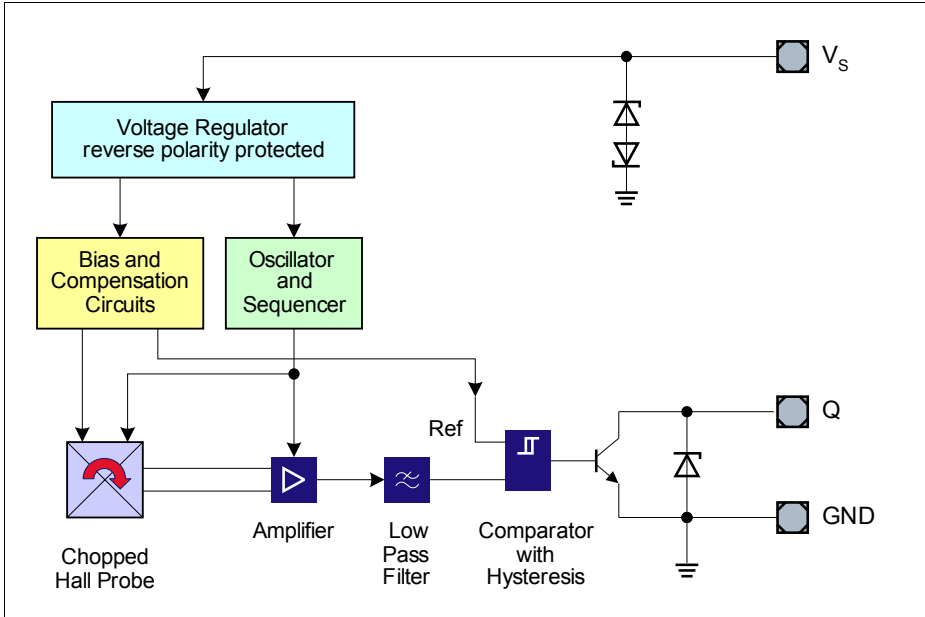 V_S
Voltage Regulator
reverse polarity protected
Bias and
Compensation
Circuits
Oscillator
and
Sequencer
Ref
Q
GND
Amplifier
Low
Pass
Filter
Comparator
with
Hysteresis
Chopped
Hall Probe